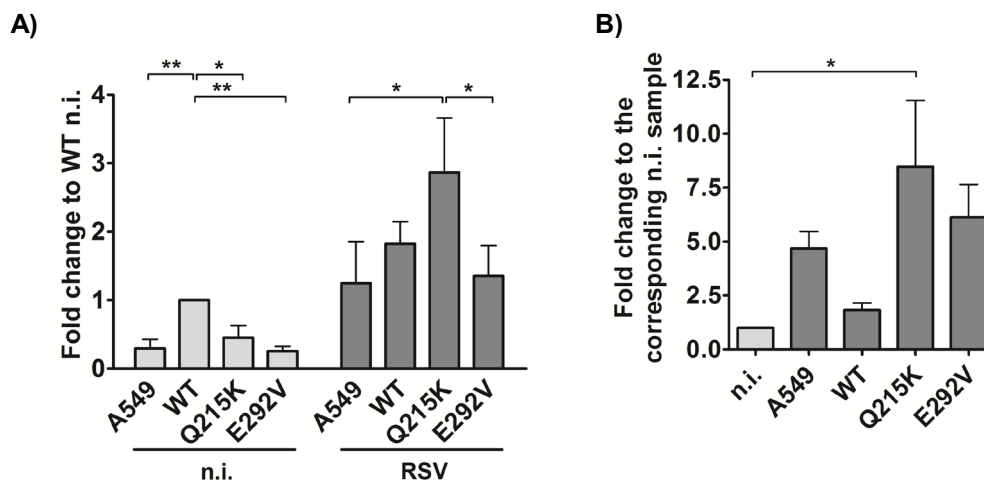 A)
Fold change to WT n.i.
** *
**
* *
4
3
2
1
0
A549 WT Q215K E292V A549 WT Q215K E292V
n.i. RSV
B)
Fold change to the
corresponding n.i. sample
*
12.5
10.0
7.5
5.0
2.5
0.0
n.i. A549 WT Q215K E292V